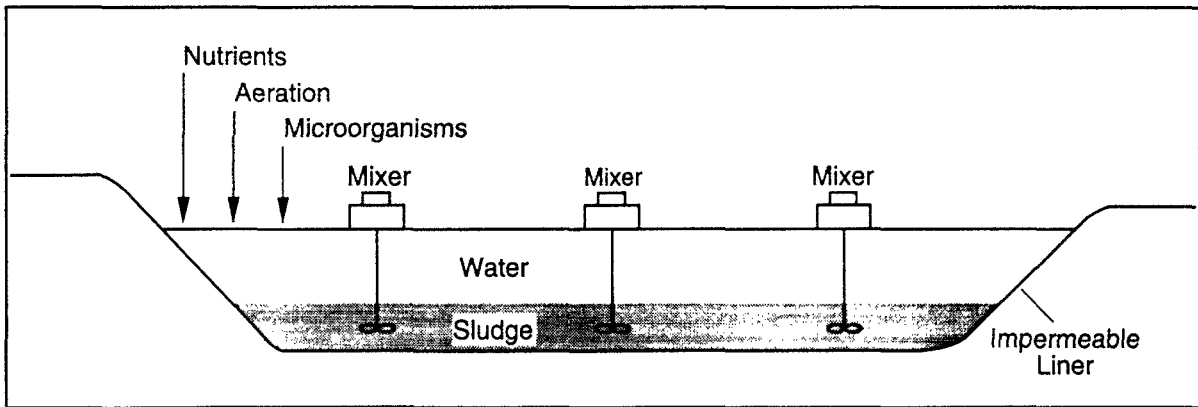 Nutrients
Aeration
Microorganisms
Mixer
Mixer
Mixer
Water
Sludge
Impermeable
Liner